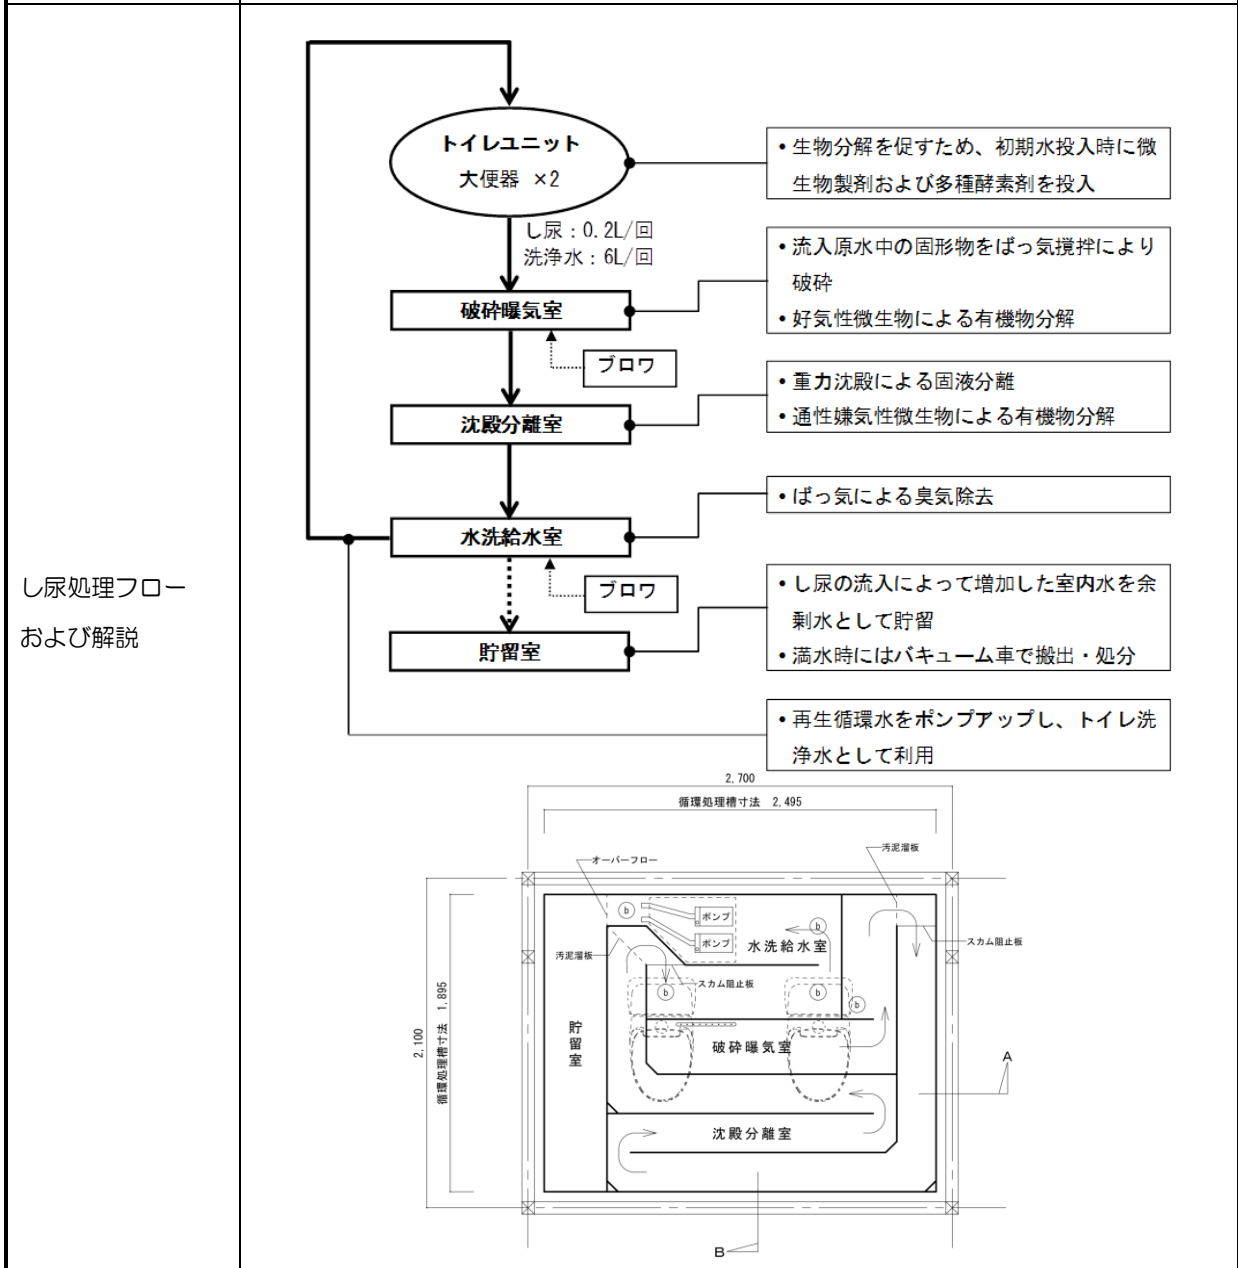 し尿処理フロー
および解説
トイレユニット
大便器 ×2
し尿：0.2L/回
洗浄水：6L/回
破砕曝気室
ブロワ
沈殿分離室
水洗給水室
ブロワ
貯留室
• 生物分解を促すため、初期水投入時に微
生物製剤および多種酵素剤を投入
• 流入原水中の固形物をばっ気撹拌により
破砕
• 好気性微生物による有機物分解
• 重力沈殿による固液分離
• 通性嫌気性微生物による有機物分解
• ばっ気による臭気除去
• し尿の流入によって増加した室内水を余
剰水として貯留
• 満水時にはバキューム車で搬出・処分
• 再生循環水をポンプアップし、トイレ洗
浄水として利用
2,700
循環処理槽寸法 2,495
オーバーフロー
汚泥溜板
b
ポンプ
ポンプ
b
水洗給水室
スカム阻止板
汚泥溜板
スカム阻止板
b
b
b
2,100
循環処理槽寸法 1,895
貯留室
破砕曝気室
沈殿分離室
A
B